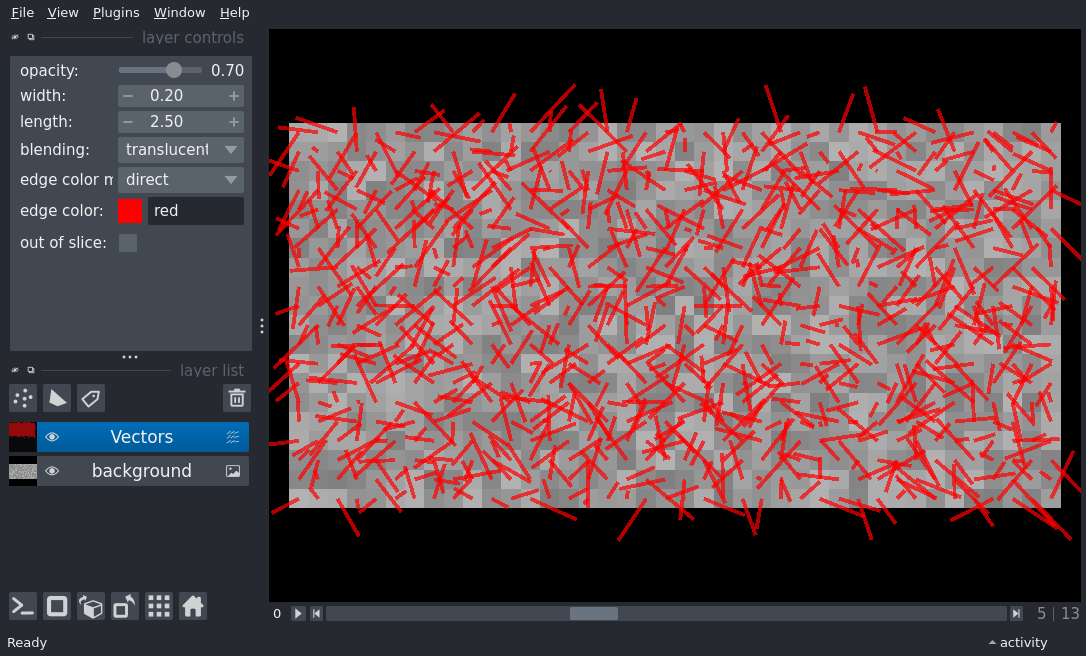 File View Plugins Window Help
layer controls
opacity: 0.70
width: − 0.20 +
length: − 2.50 +
blending: translucent
edge color m direct
edge color: red
out of slice:
layer list
Vectors
background
0 5 | 13
Ready activity